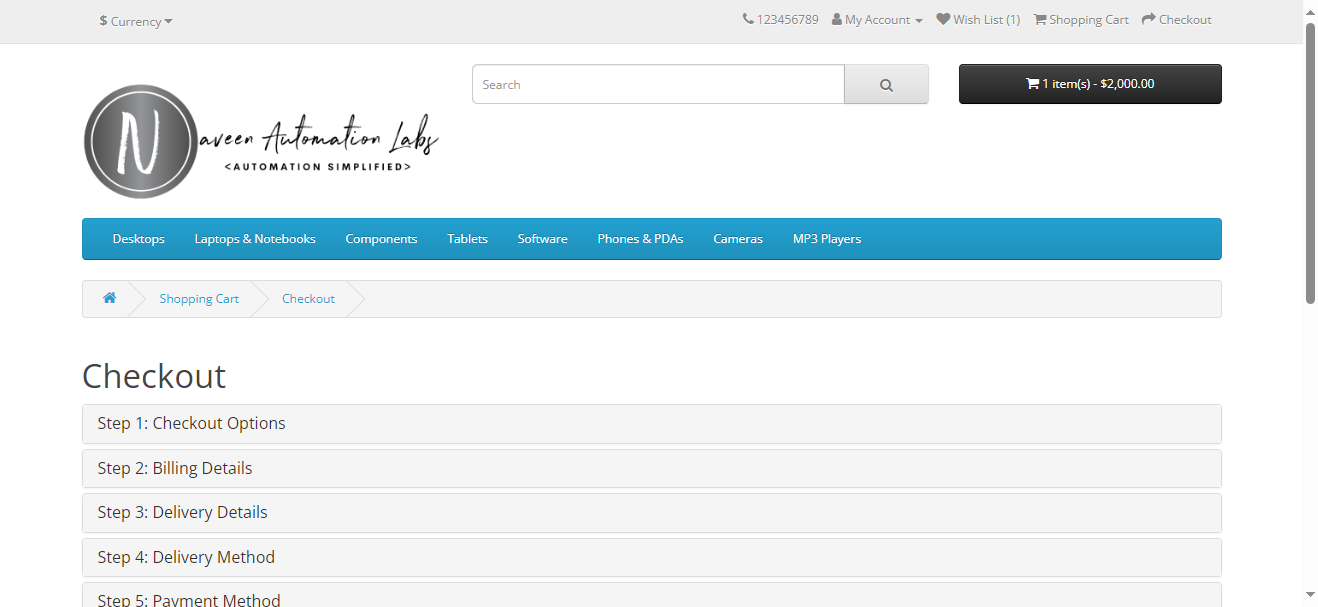 $ Currency
123456789 My Account Wish List (1) Shopping Cart Checkout
Search
1 item(s) - $2,000.00
N
aveen Automation Labs
<AUTOMATION SIMPLIFIED>
Desktops Laptops & Notebooks Components Tablets Software Phones & PDAs Cameras MP3 Players
Shopping Cart Checkout
Checkout
Step 1: Checkout Options
Step 2: Billing Details
Step 3: Delivery Details
Step 4: Delivery Method
Step 5: Payment Method